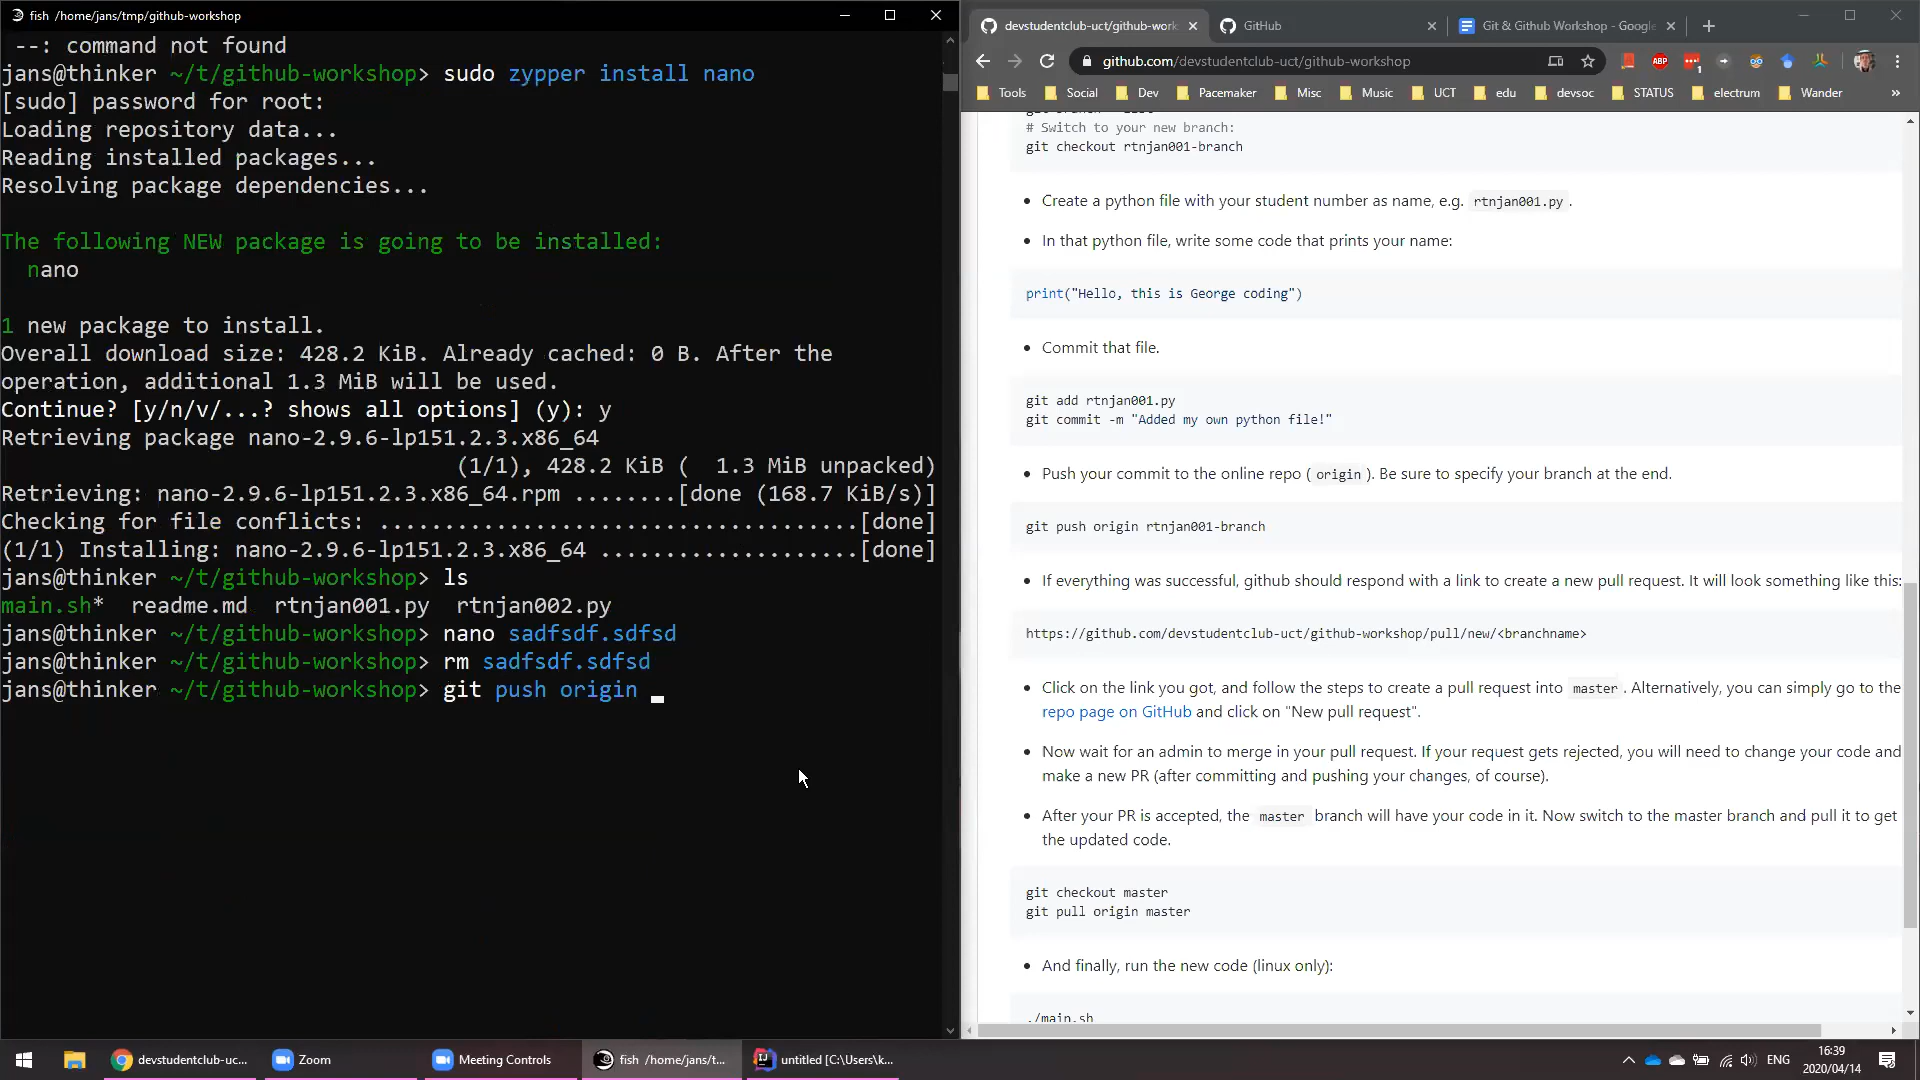 fish /home/jans/tmp/github-workshop
--: command not found
jans@thinker ~/t/github-workshop> sudo zypper install nano
[sudo] password for root:
Loading repository data...
Reading installed packages...
Resolving package dependencies...
The following NEW package is going to be installed:
nano
1 new package to install.
Overall download size: 428.2 KiB. Already cached: 0 B. After the
operation, additional 1.3 MiB will be used.
Continue? [y/n/v/...? shows all options] (y): y
Retrieving package nano-2.9.6-lp151.2.3.x86_64
(1/1), 428.2 KiB (  1.3 MiB unpacked)
Retrieving: nano-2.9.6-lp151.2.3.x86_64.rpm ........[done (168.7 KiB/s)]
Checking for file conflicts: .....................................[done]
(1/1) Installing: nano-2.9.6-lp151.2.3.x86_64 .....................[done]
jans@thinker ~/t/github-workshop> ls
main.sh*  readme.md  rtnjan001.py  rtnjan002.py
jans@thinker ~/t/github-workshop> nano sadfsdf.sdfsd
jans@thinker ~/t/github-workshop> rm sadfsdf.sdfsd
jans@thinker ~/t/github-workshop> git push origin _
devstudentclub-uct/github-work
GitHub
Git & Github Workshop - Google
github.com/devstudentclub-uct/github-workshop
ABP
1
Tools
Social
Dev
Pacemaker
Misc
Music
UCT
edu
devsoc
STATUS
electrum
Wander
»
# Switch to your new branch:
git checkout rtnjan001-branch
Create a python file with your student number as name, e.g. rtnjan001.py .
In that python file, write some code that prints your name:
print("Hello, this is George coding")
Commit that file.
git add rtnjan001.py
git commit -m "Added my own python file!"
Push your commit to the online repo ( origin ). Be sure to specify your branch at the end.
git push origin rtnjan001-branch
If everything was successful, github should respond with a link to create a new pull request. It will look something like this:
https://github.com/devstudentclub-uct/github-workshop/pull/new/<branchname>
Click on the link you got, and follow the steps to create a pull request into master . Alternatively, you can simply go to the
repo page on GitHub and click on "New pull request".
Now wait for an admin to merge in your pull request. If your request gets rejected, you will need to change your code and
make a new PR (after committing and pushing your changes, of course).
After your PR is accepted, the master branch will have your code in it. Now switch to the master branch and pull it to get
the updated code.
git checkout master
git pull origin master
And finally, run the new code (linux only):
./main.sh
devstudentclub-uc...
Zoom
Meeting Controls
fish /home/jans/t...
untitled [C:\Users\k...
ENG
16:39
2020/04/14